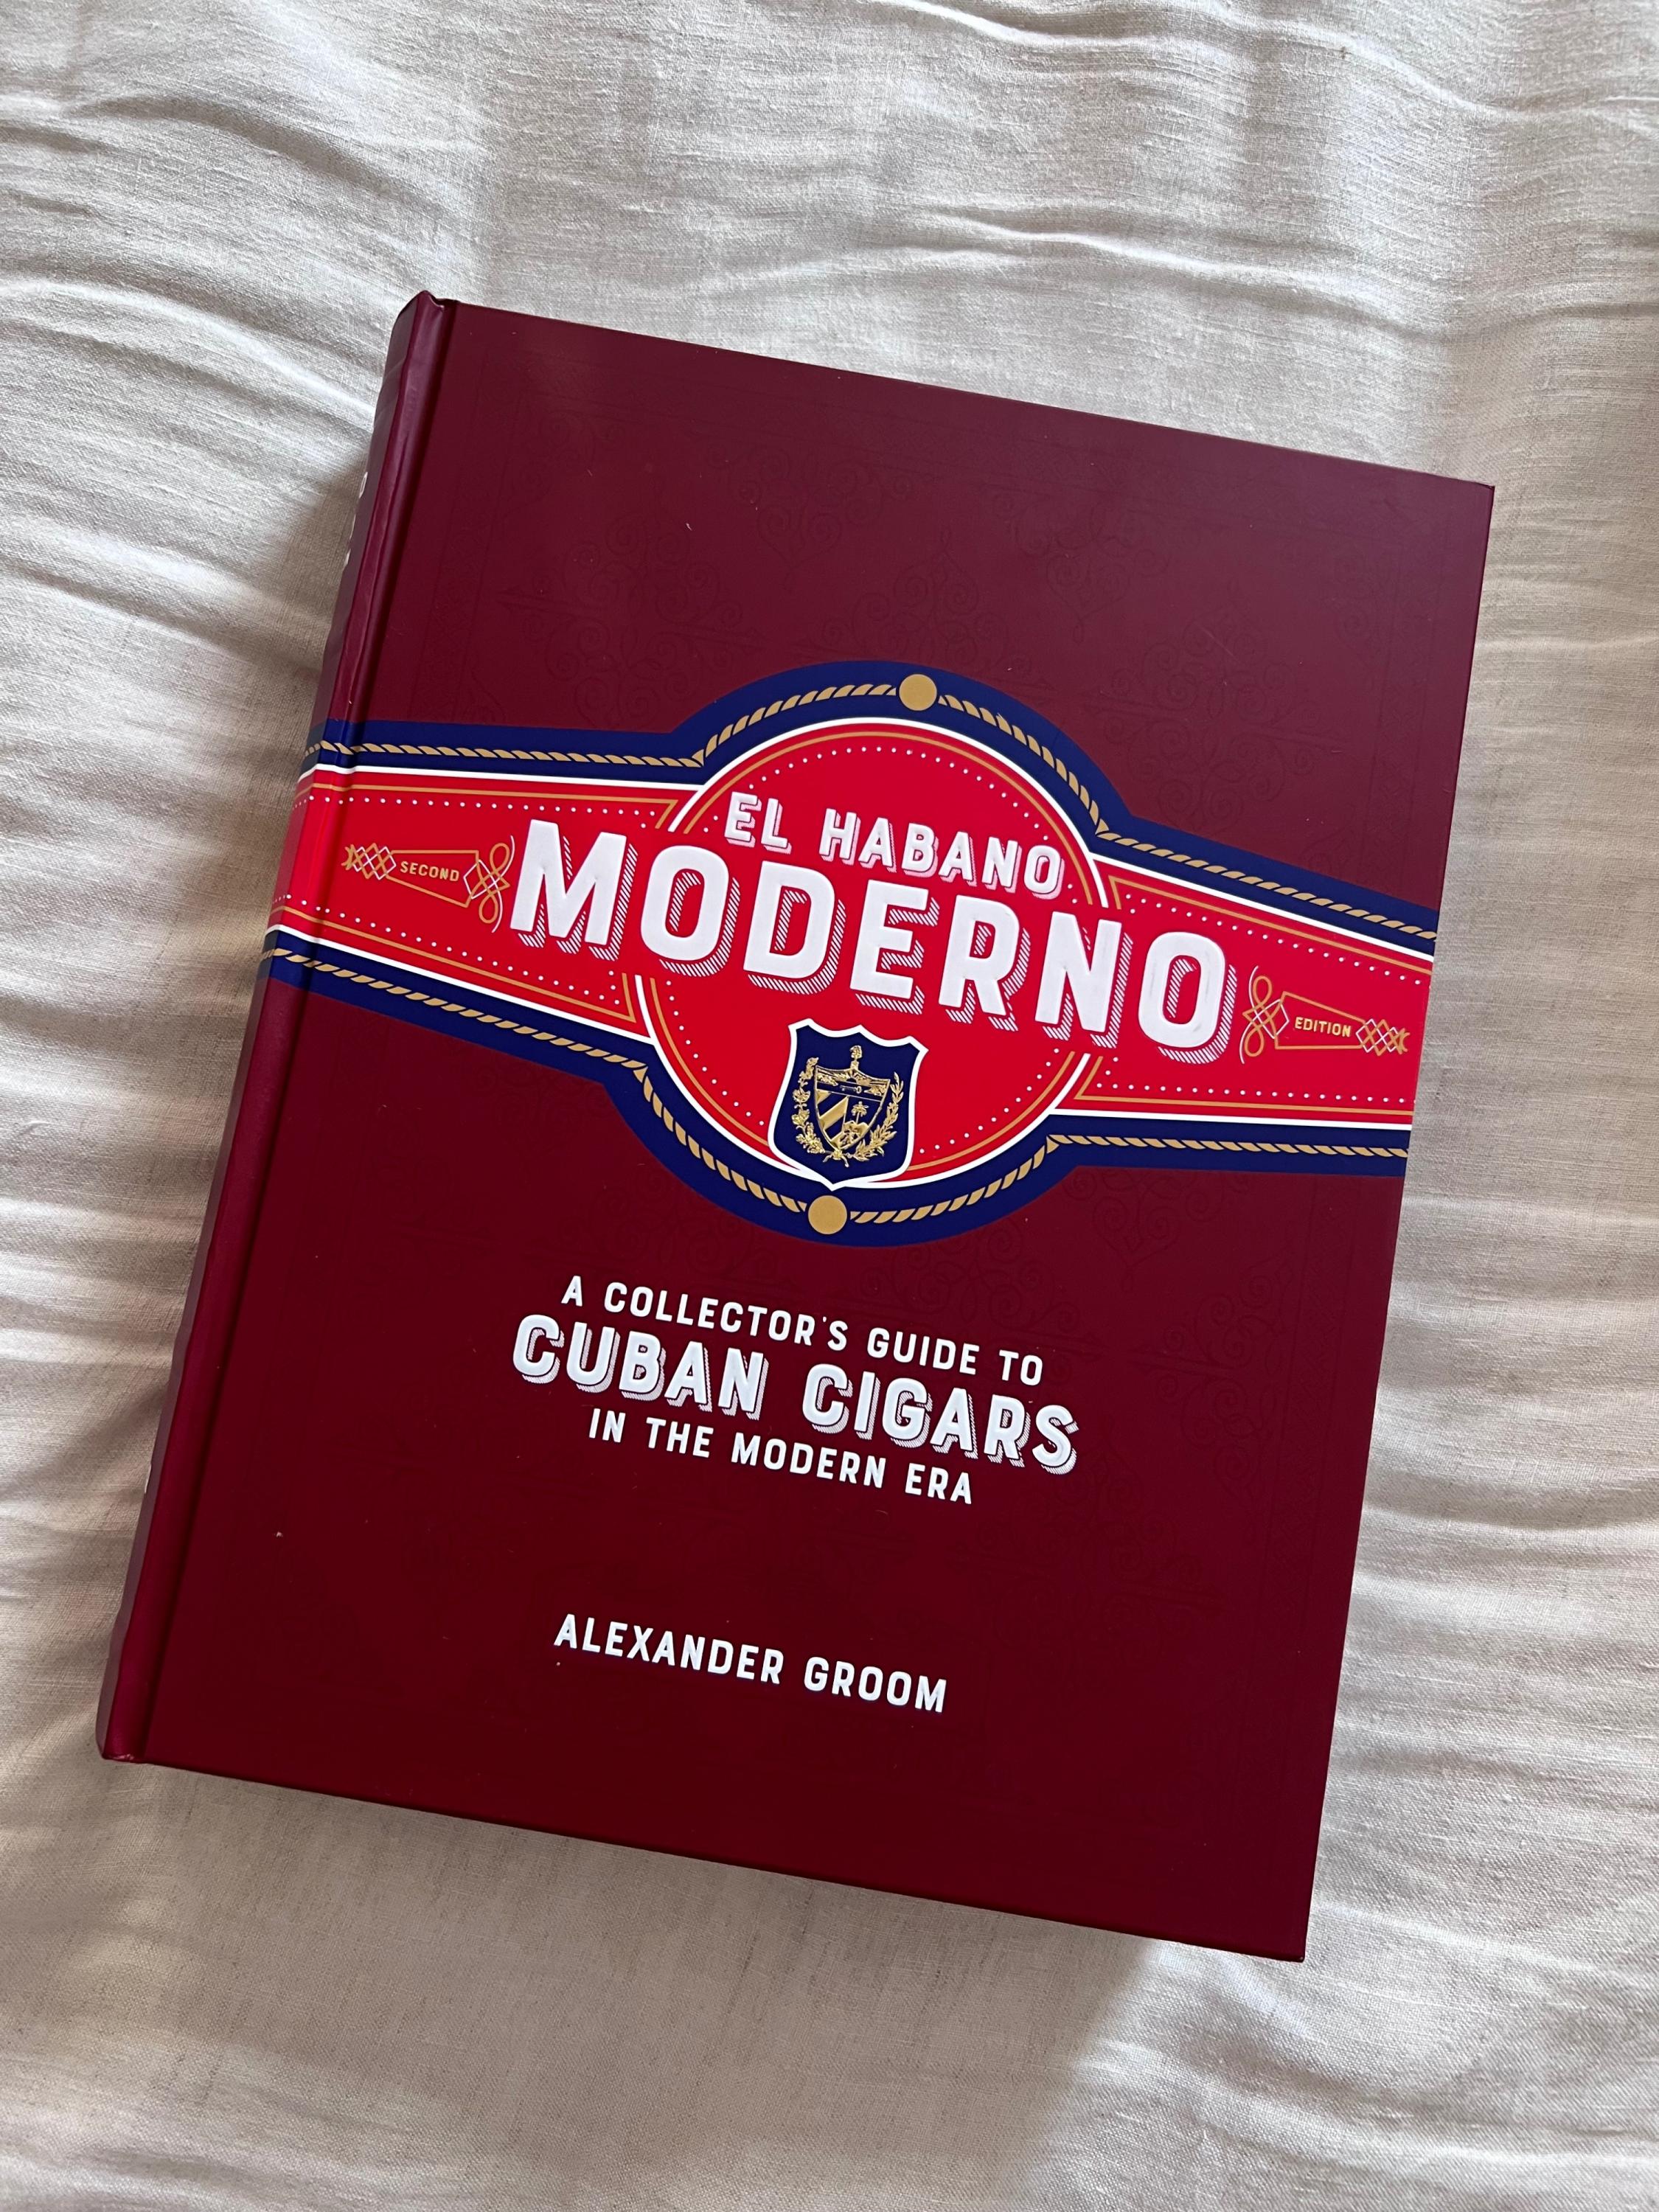 EL HABANO
MODERNO
SECOND
EDITION
A COLLECTOR'S GUIDE TO
CUBAN CIGARS
IN THE MODERN ERA
ALEXANDER GROOM